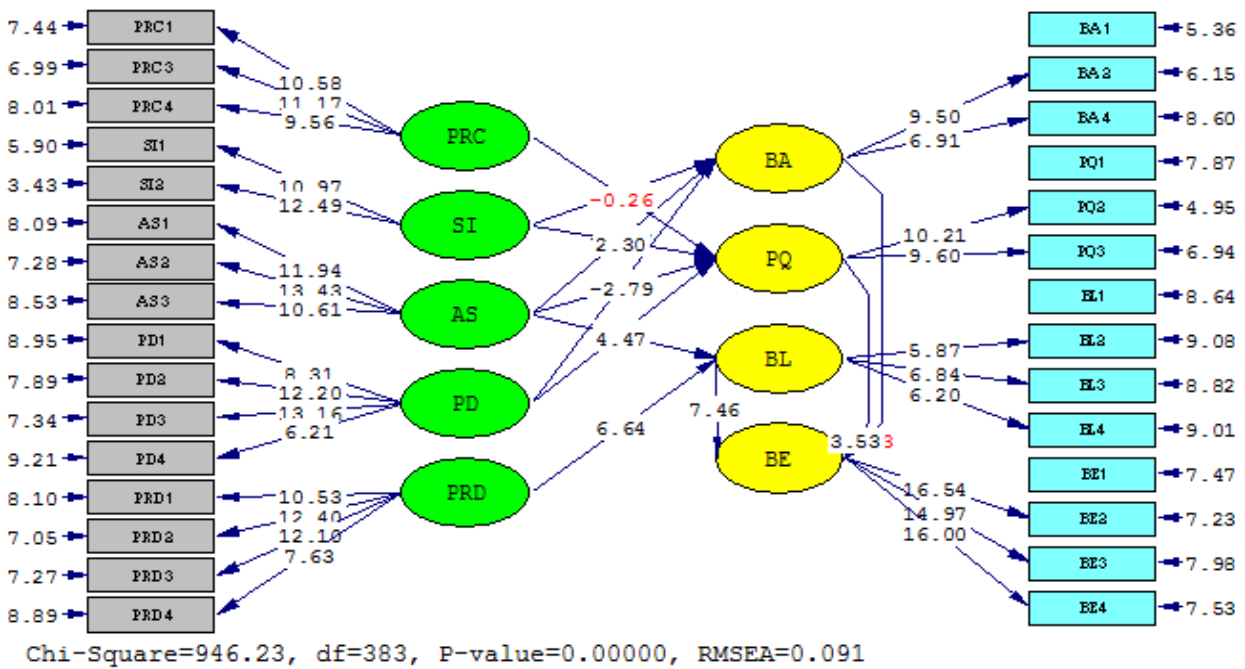 7.44 PRC1
6.99 PRC3
8.01 PRC4
5.90 SI1
3.43 SI2
8.09 AS1
7.28 AS2
8.53 AS3
8.95 PD1
7.89 PD2
7.34 PD3
9.21 PD4
8.10 PRD1
7.05 PRD2
7.27 PRD3
8.89 PRD4
10.58
11.17
9.56
10.97
12.49
11.94
13.43
10.61
8.31
12.20
13.16
6.21
10.53
12.40
12.10
7.63
PRC
SI
AS
PD
PRD
-0.26
2.30
-2.79
4.47
6.64
BA
PQ
BL
7.46
BE
3.53
9.50
6.91
10.21
9.60
5.87
6.84
6.20
16.54
14.97
16.00
BA1 5.36
BA2 6.15
BA4 8.60
PQ1 7.87
PQ2 4.95
PQ3 6.94
BL1 8.64
BL2 9.08
BL3 8.82
BL4 9.01
BE1 7.47
BE2 7.23
BE3 7.98
BE4 7.53
Chi-Square=946.23, df=383, P-value=0.00000, RMSEA=0.091